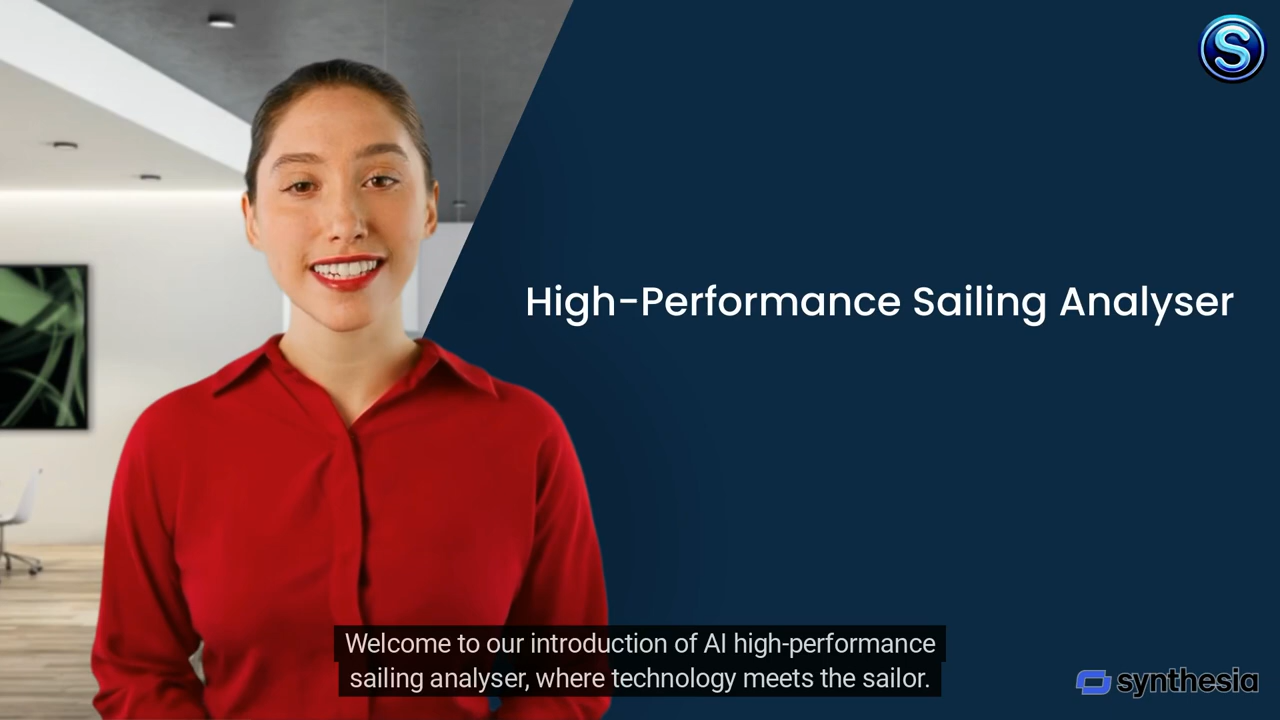 S
High-Performance Sailing Analyser
Welcome to our introduction of AI high-performance
sailing analyser, where technology meets the sailor.
synthesia